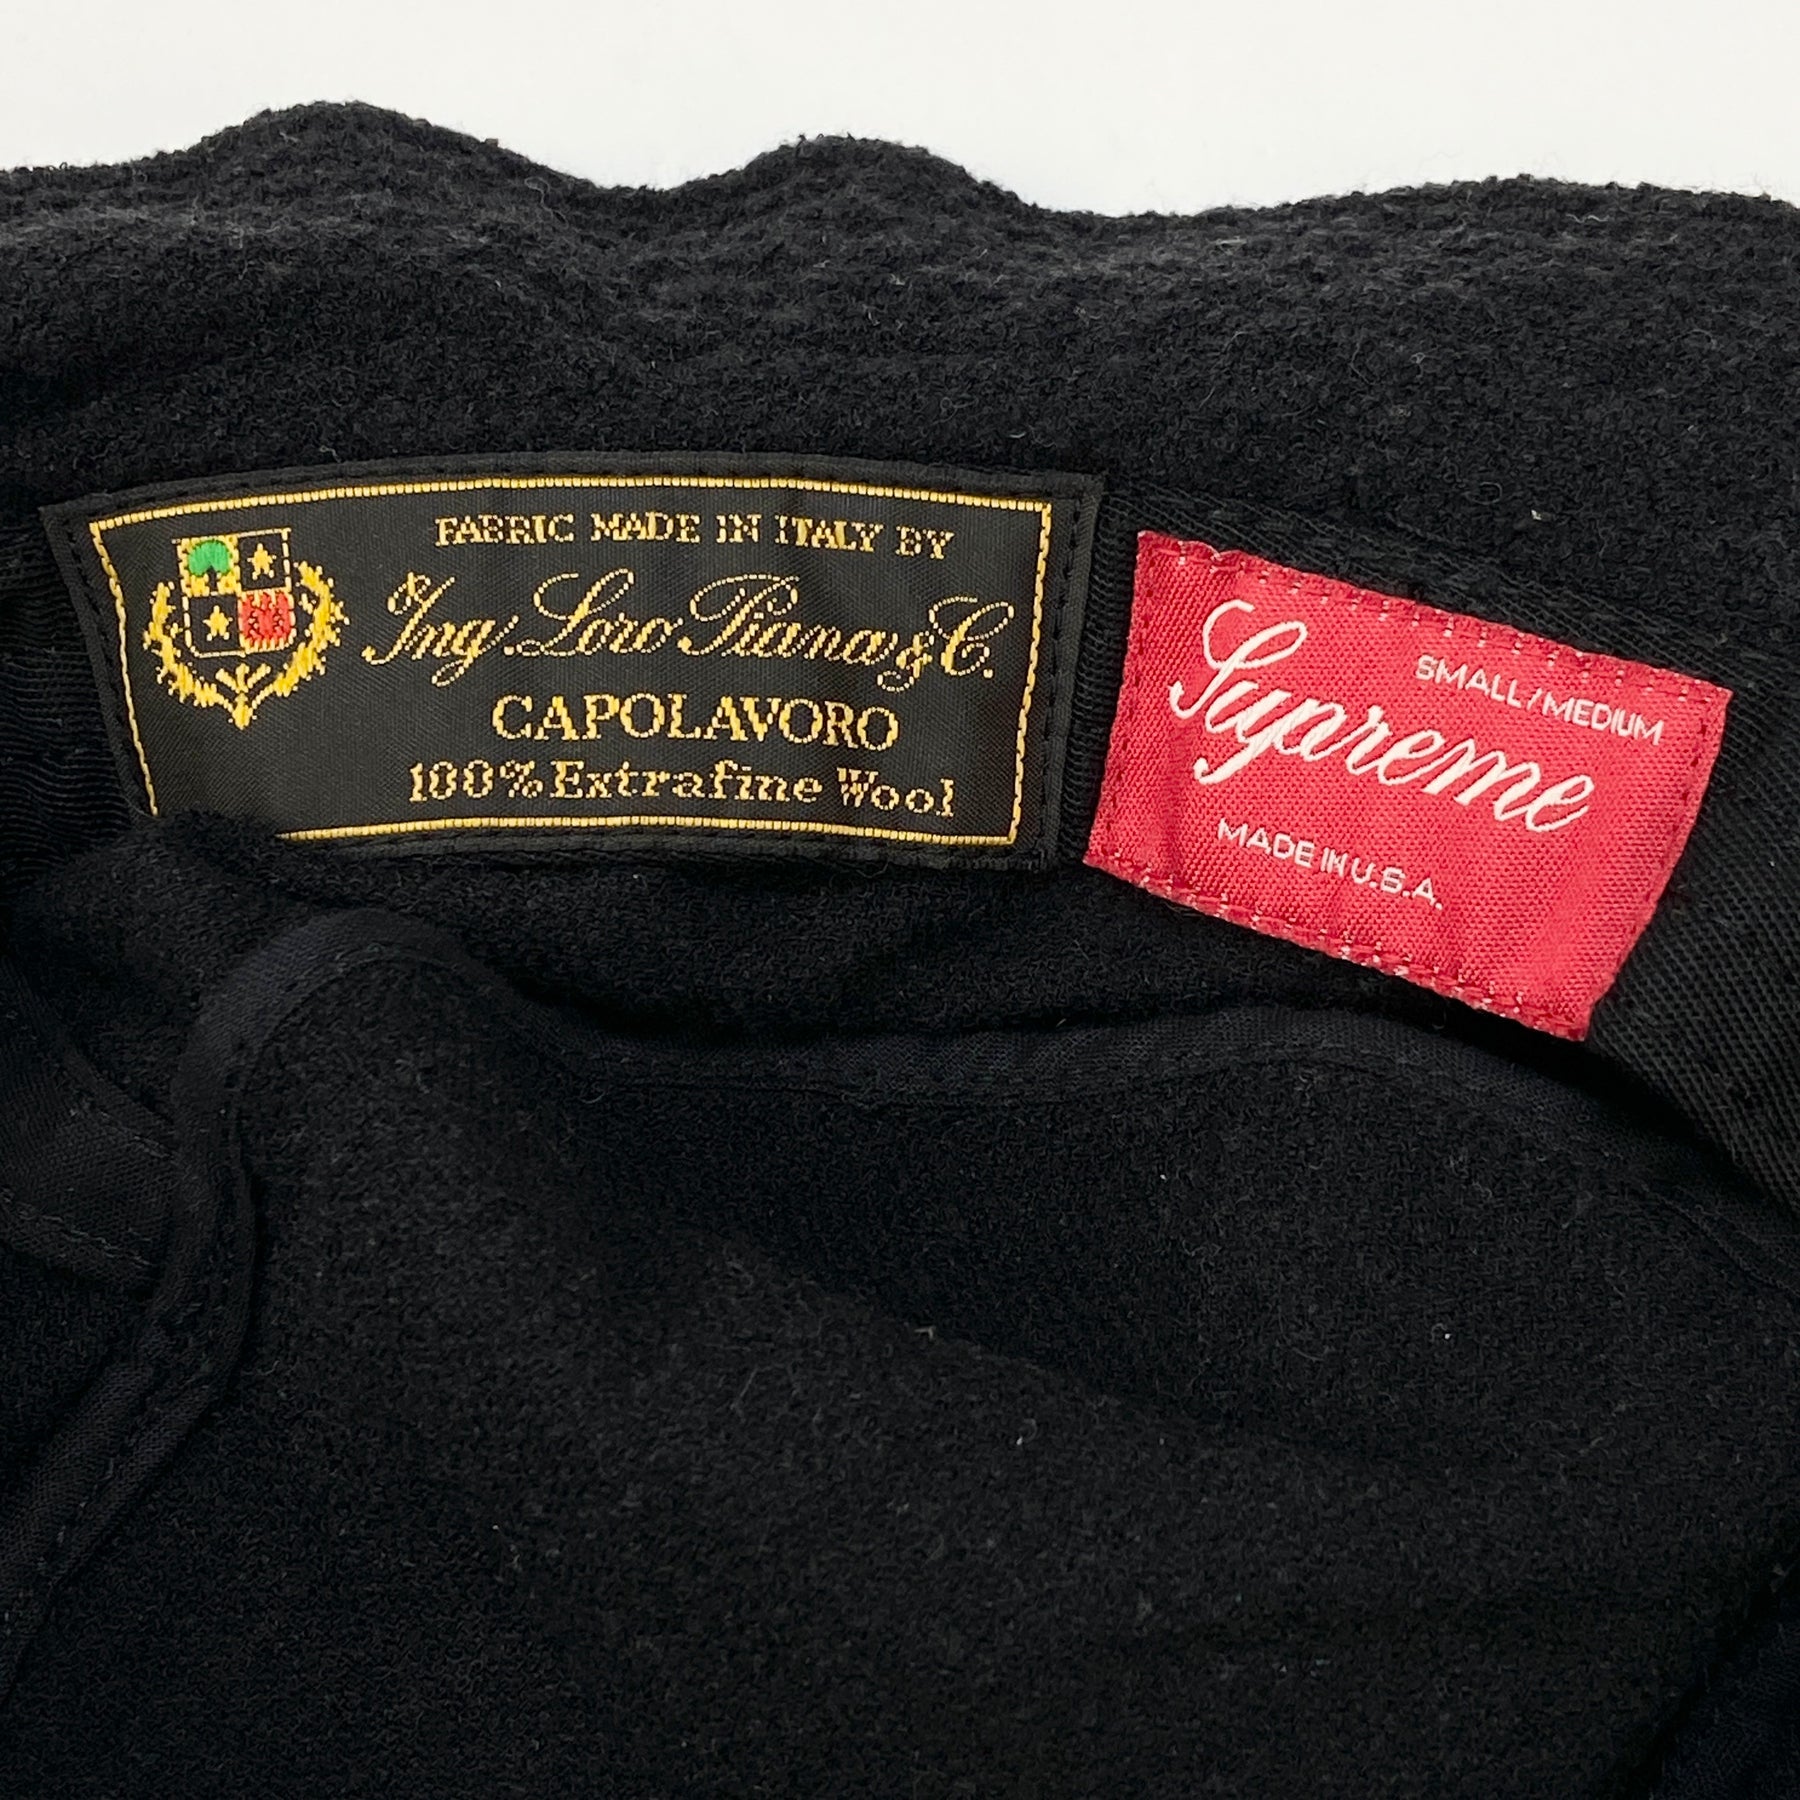 FABRIC MADE IN ITALY BY
Ing. Loro Piana & C.
CAPOLAVORO
100% Extrafine Wool
SMALL/MEDIUM
Supreme
MADE IN U.S.A.